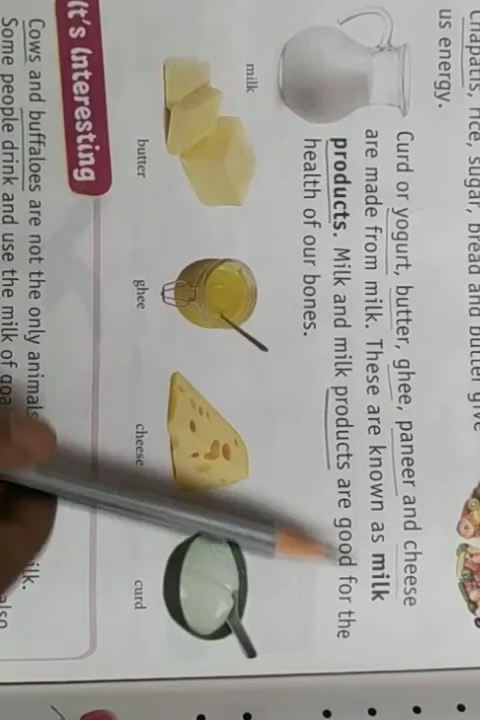 Chapatis, rice, sugar, bread and butter give
us energy.
Curd or yogurt, butter, ghee, paneer and cheese
are made from milk. These are known as milk
products. Milk and milk products are good for the
health of our bones.
milk
butter
ghee
cheese
curd
It's Interesting
Cows and buffaloes are not the only animals
Some people drink and use the milk of